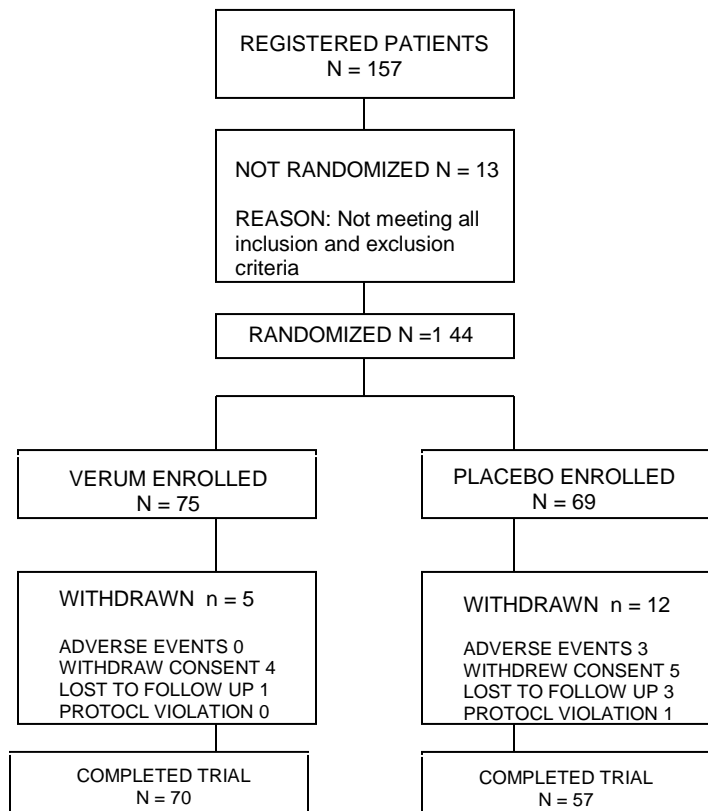 REGISTERED PATIENTS
N = 157
NOT RANDOMIZED N = 13
REASON: Not meeting all
inclusion and exclusion
criteria
RANDOMIZED N =1 44
VERUM ENROLLED
N = 75
PLACEBO ENROLLED
N = 69
WITHDRAWN n = 5
ADVERSE EVENTS 0
WITHDRAW CONSENT 4
LOST TO FOLLOW UP 1
PROTOCL VIOLATION 0
WITHDRAWN n = 12
ADVERSE EVENTS 3
WITHDREW CONSENT 5
LOST TO FOLLOW UP 3
PROTOCL VIOLATION 1
COMPLETED TRIAL
N = 70
COMPLETED TRIAL
N = 57